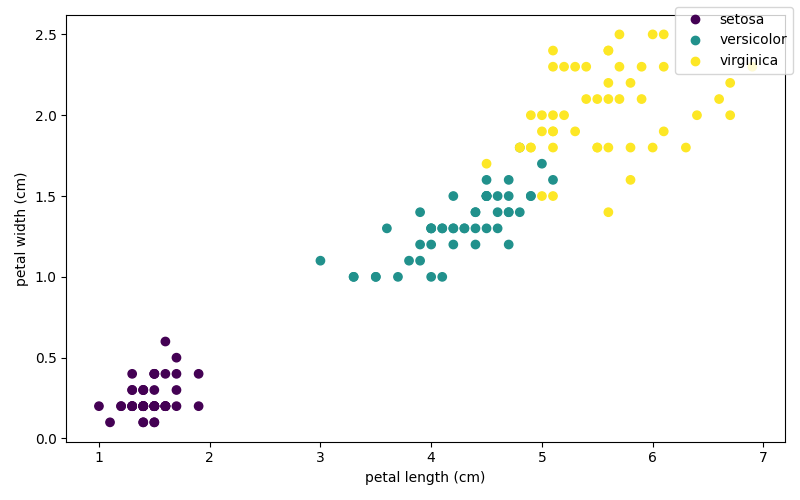 setosa
versicolor
virginica
2.5
2.0
1.5
1.0
0.5
0.0
petal width (cm)
1 2 3 4 5 6 7
petal length (cm)